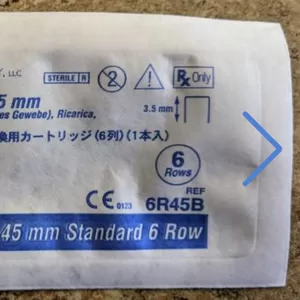 Y, LLC
STERILE R
2
Rx Only
5 mm
3.5 mm
es Gewebe), Ricarica,
換用カートリッジ(6列)(1本入)
6
Rows
REF
CE 0123 6R45B
45 mm Standard 6 Row